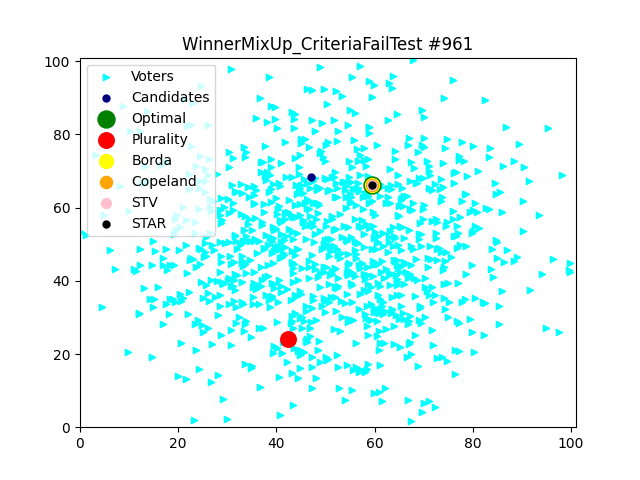 WinnerMixUp_CriteriaFailTest #961
100
80
60
40
20
0
Voters
Candidates
Optimal
Plurality
Borda
Copeland
STV
STAR
0 20 40 60 80 100